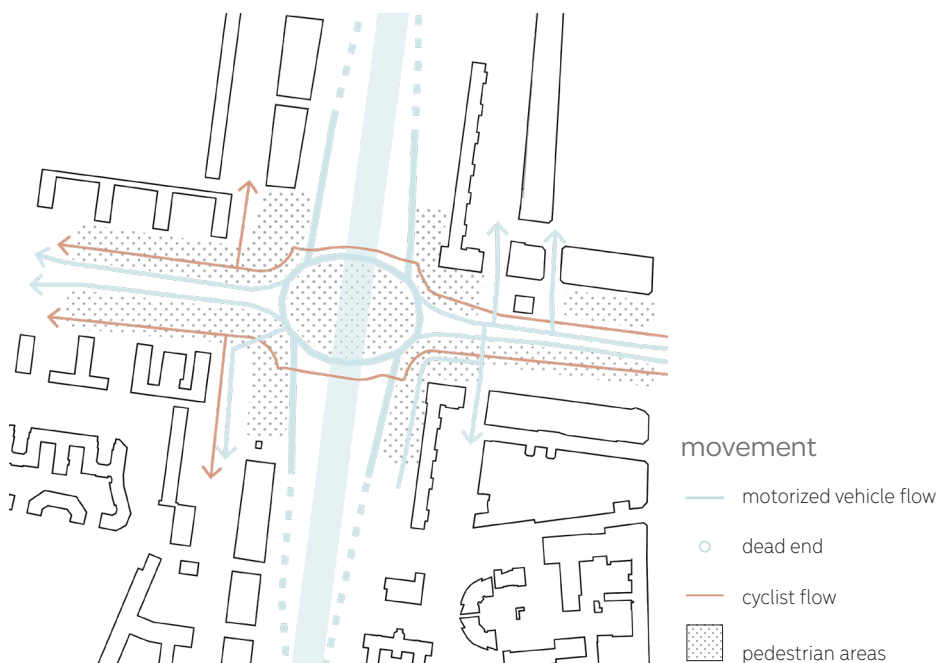 movement
motorized vehicle flow
dead end
cyclist flow
pedestrian areas